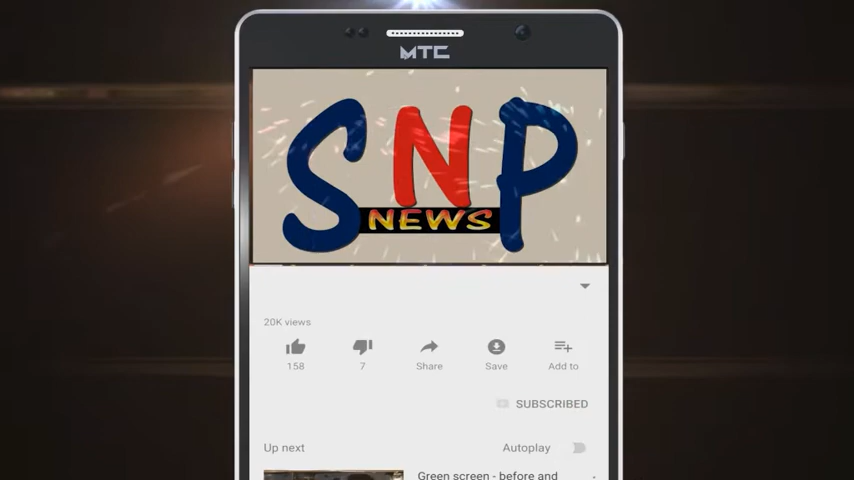 MTC
SNP
NEWS
20K views
158
7
Share
Save
Add to
SUBSCRIBED
Up next
Autoplay
Green screen - before and